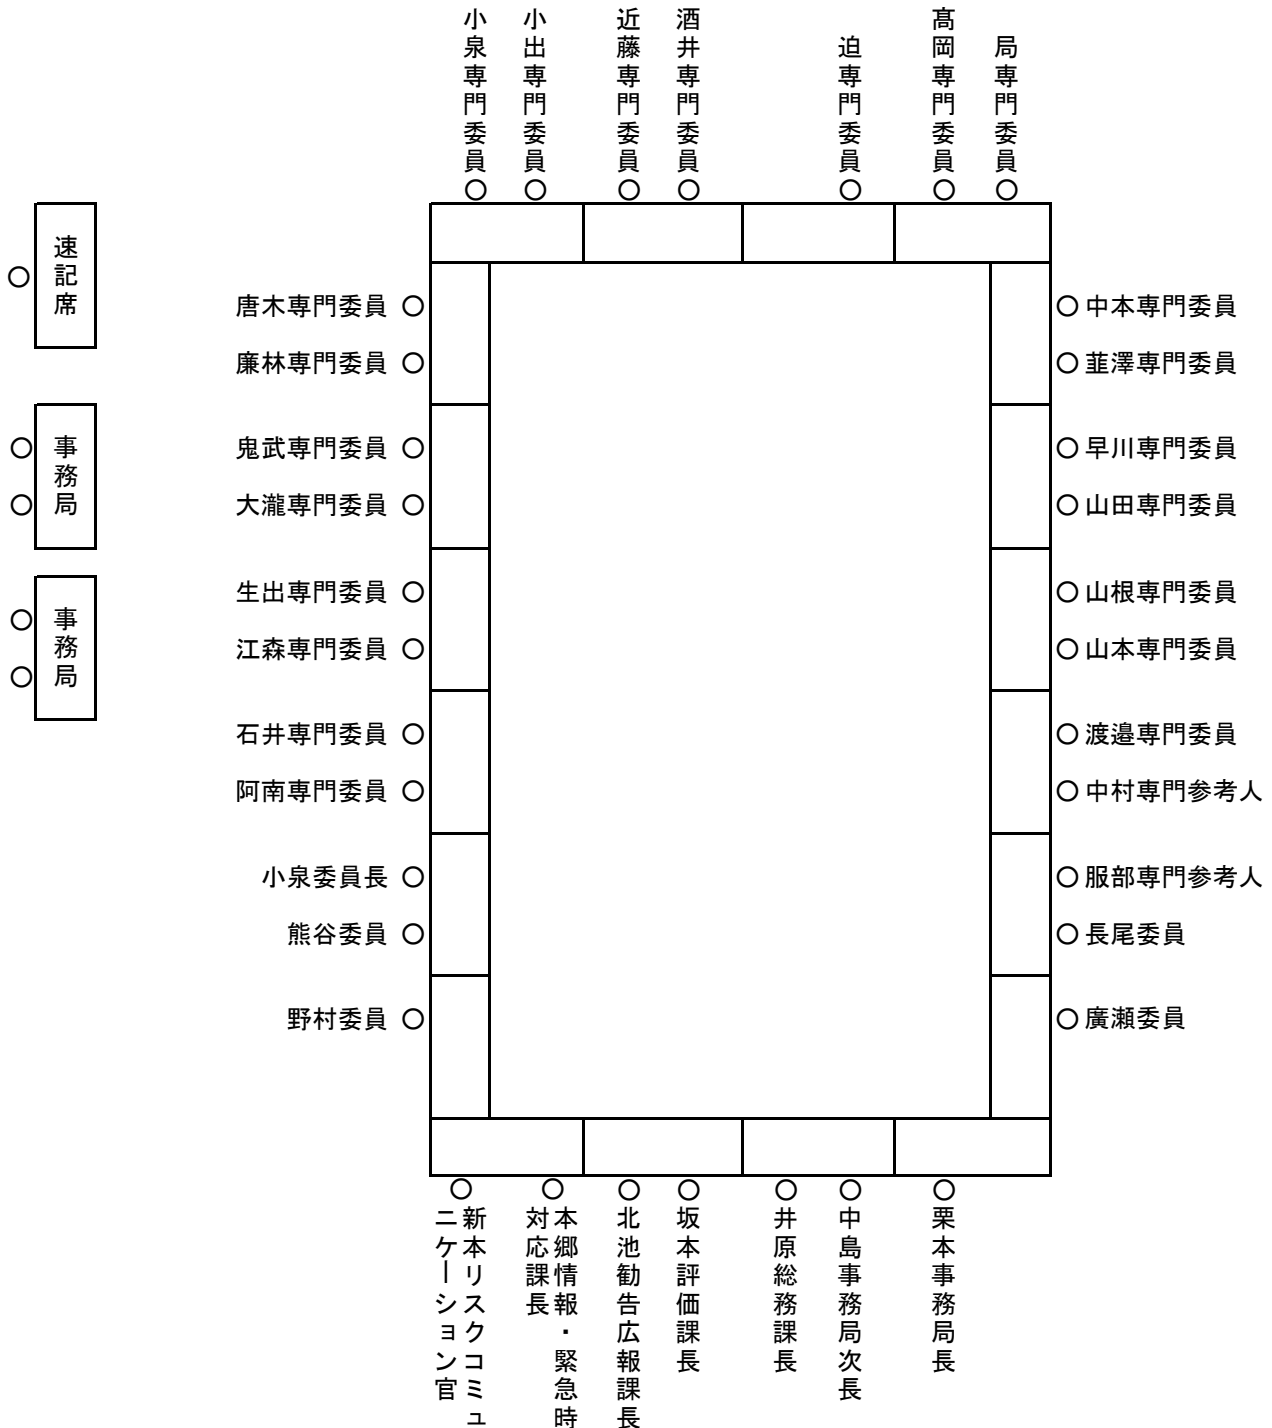 小泉専門委員
小出専門委員
近藤専門委員
酒井専門委員
迫専門委員
髙岡専門委員
局専門委員
速記席
事務局
事務局
唐木専門委員
廉林専門委員
鬼武専門委員
大瀧専門委員
生出専門委員
江森専門委員
石井専門委員
阿南専門委員
小泉委員長
熊谷委員
野村委員
中本専門委員
韮澤専門委員
早川専門委員
山田専門委員
山根専門委員
山本専門委員
渡邉専門委員
中村専門参考人
服部専門参考人
長尾委員
廣瀬委員
新本リスクコミュ
ニケーション官
本郷情報・緊急時
対応課長
北池勧告広報課長
坂本評価課長
井原総務課長
中島事務局次長
栗本事務局長